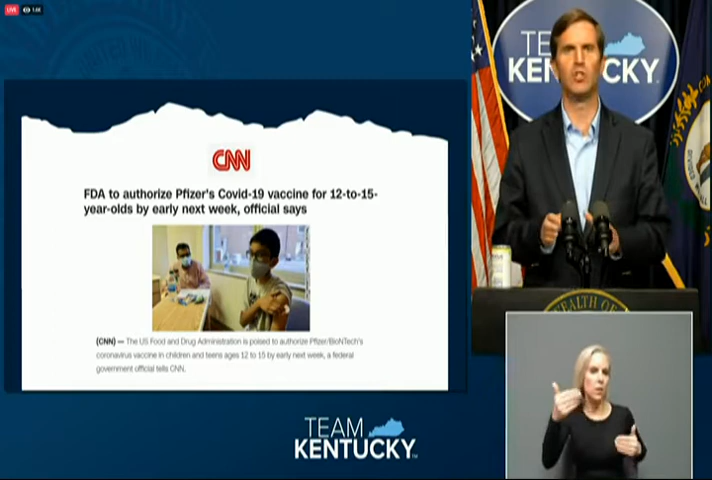 LIVE
CNN
FDA to authorize Pfizer's Covid-19 vaccine for 12-to-15-
year-olds by early next week, official says
(CNN) — The US Food and Drug Administration is poised to authorize Pfizer/BioNTech's
coronavirus vaccine in children and teens ages 12 to 15 by early next week, a federal
government official tells CNN.
TEAM
KENTUCKY
KENTUCKY